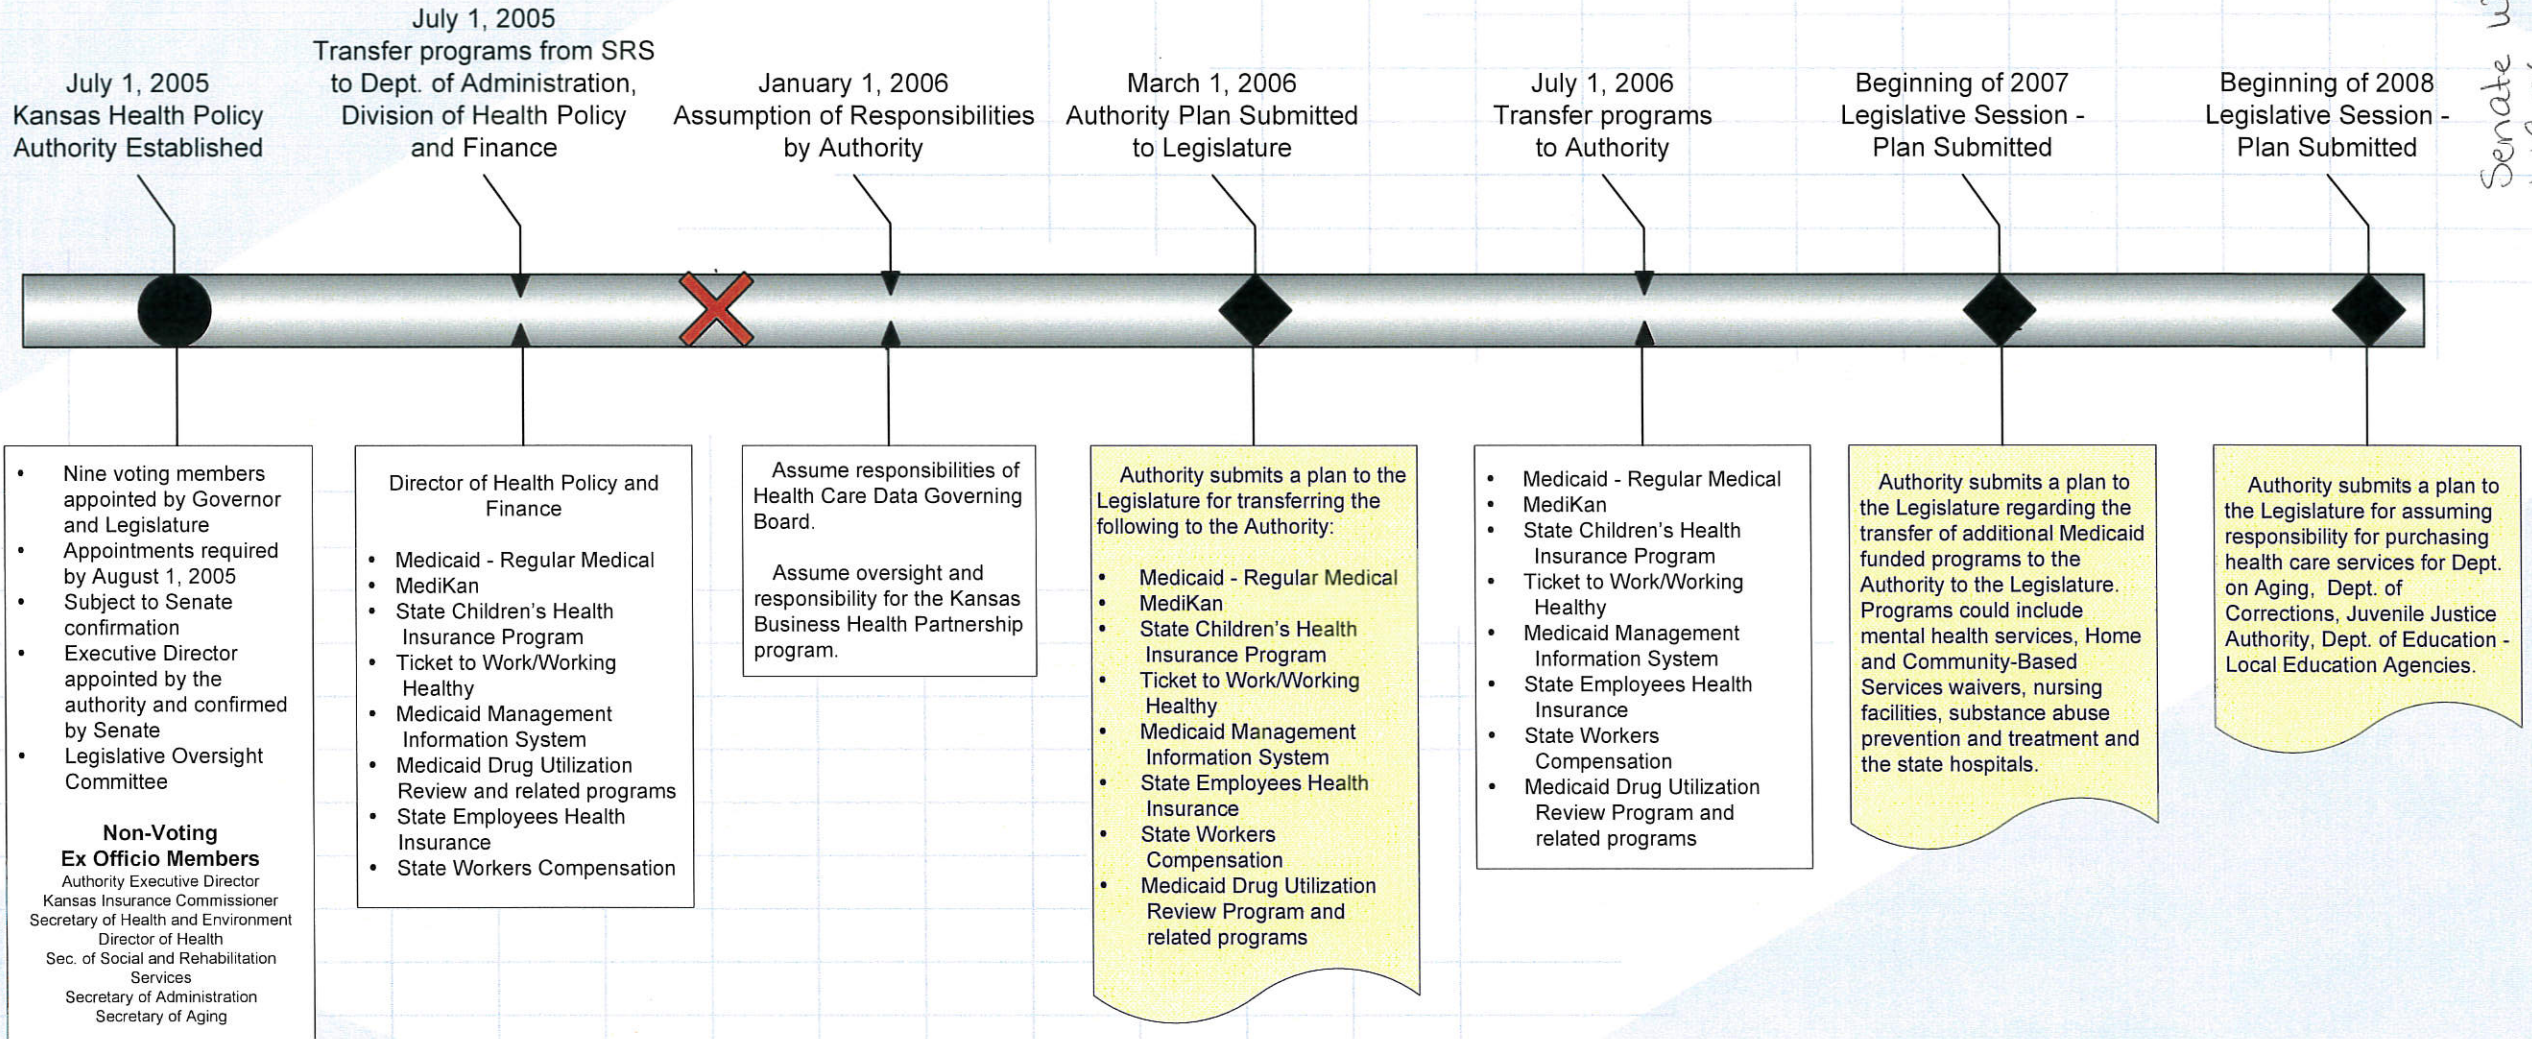 July 1, 2005
Kansas Health Policy
Authority Established
July 1, 2005
Transfer programs from SRS
to Dept. of Administration,
Division of Health Policy
and Finance
January 1, 2006
Assumption of Responsibilities
by Authority
March 1, 2006
Authority Plan Submitted
to Legislature
July 1, 2006
Transfer programs
to Authority
Beginning of 2007
Legislative Session -
Plan Submitted
Beginning of 2008
Legislative Session -
Plan Submitted
Senate
• Nine voting members
appointed by Governor
and Legislature
• Appointments required
by August 1, 2005
• Subject to Senate
confirmation
• Executive Director
appointed by the
authority and confirmed
by Senate
• Legislative Oversight
Committee
Non-Voting
Ex Officio Members
Authority Executive Director
Kansas Insurance Commissioner
Secretary of Health and Environment
Director of Health
Sec. of Social and Rehabilitation
Services
Secretary of Administration
Secretary of Aging
Director of Health Policy and
Finance
• Medicaid - Regular Medical
• MediKan
• State Children's Health
Insurance Program
• Ticket to Work/Working
Healthy
• Medicaid Management
Information System
• Medicaid Drug Utilization
Review and related programs
• State Employees Health
Insurance
• State Workers Compensation
Assume responsibilities of
Health Care Data Governing
Board.
Assume oversight and
responsibility for the Kansas
Business Health Partnership
program.
Authority submits a plan to the
Legislature for transferring the
following to the Authority:
• Medicaid - Regular Medical
• MediKan
• State Children's Health
Insurance Program
• Ticket to Work/Working
Healthy
• Medicaid Management
Information System
• State Employees Health
Insurance
• State Workers
Compensation
• Medicaid Drug Utilization
Review Program and
related programs
• Medicaid - Regular Medical
• MediKan
• State Children's Health
Insurance Program
• Ticket to Work/Working
Healthy
• Medicaid Management
Information System
• State Employees Health
Insurance
• State Workers
Compensation
• Medicaid Drug Utilization
Review Program and
related programs
Authority submits a plan to
the Legislature regarding the
transfer of additional Medicaid
funded programs to the
Authority to the Legislature.
Programs could include
mental health services, Home
and Community-Based
Services waivers, nursing
facilities, substance abuse
prevention and treatment and
the state hospitals.
Authority submits a plan to
the Legislature for assuming
responsibility for purchasing
health care services for Dept.
on Aging, Dept. of
Corrections, Juvenile Justice
Authority, Dept. of Education -
Local Education Agencies.